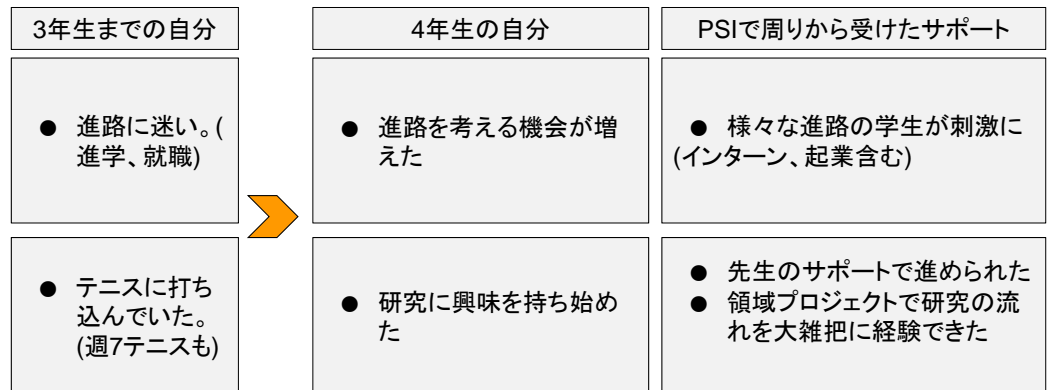 3年生までの自分
4年生の自分
PSIで周りから受けたサポート
● 進路に迷い。(
進学、就職)
● 進路を考える機会が増
えた
● 様々な進路の学生が刺激に
(インターン、起業含む)
● テニスに打ち
込んでいた。
(週7テニスも)
● 研究に興味を持ち始め
た
● 先生のサポートで進められた
● 領域プロジェクトで研究の流
れを大雑把に経験できた